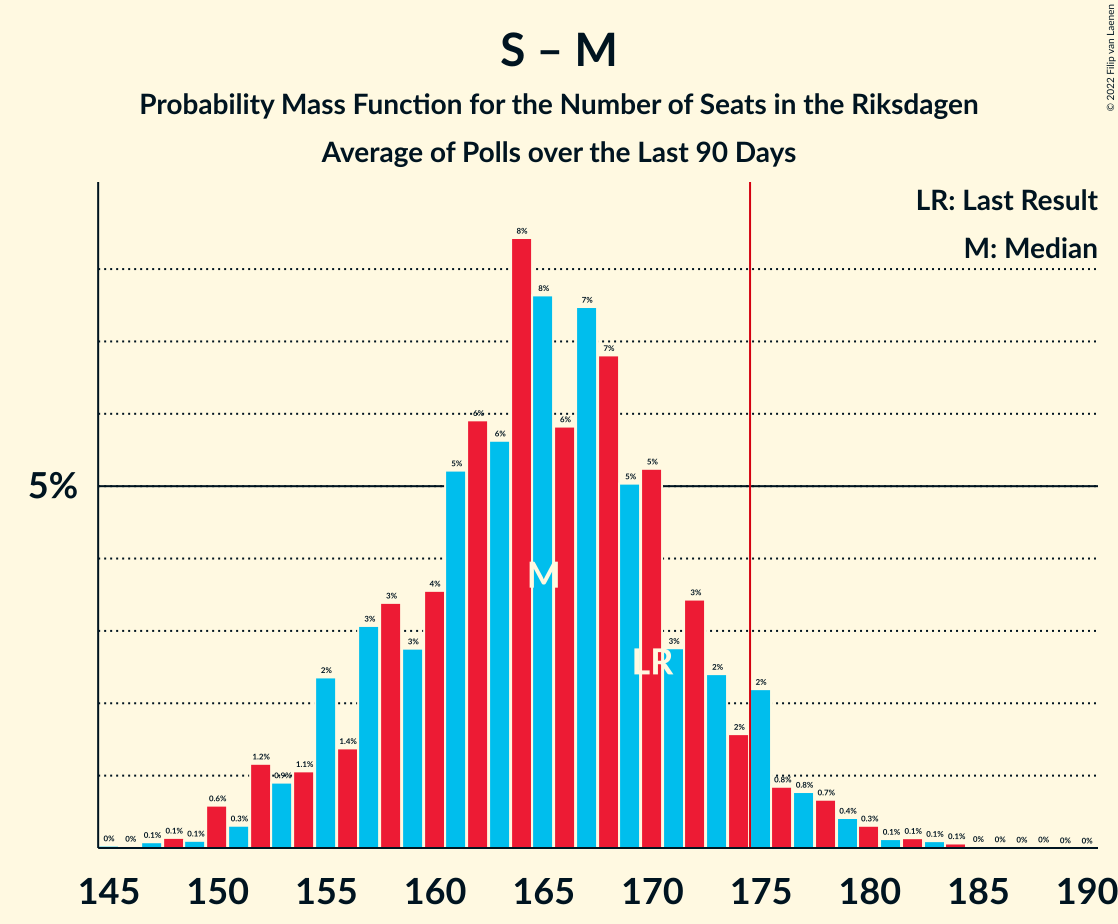 S – M
Probability Mass Function for the Number of Seats in the Riksdagen
Average of Polls over the Last 90 Days
© 2022 Filip van Laenen
LR: Last Result
M: Median
5%
0% 0% 0.1% 0.1% 0.1% 0.6% 0.3% 1.2% 0.9% 1.1% 2% 1.4% 3% 3% 3% 4% 5% 6% 6% 8% 8% 6% 7% 7% 5% 5% 3% 3% 2% 2% 2% 0.8% 0.8% 0.7% 0.4% 0.3% 0.1% 0.1% 0.1% 0.1% 0% 0% 0% 0% 0% 0%
M
LR
145 150 155 160 165 170 175 180 185 190